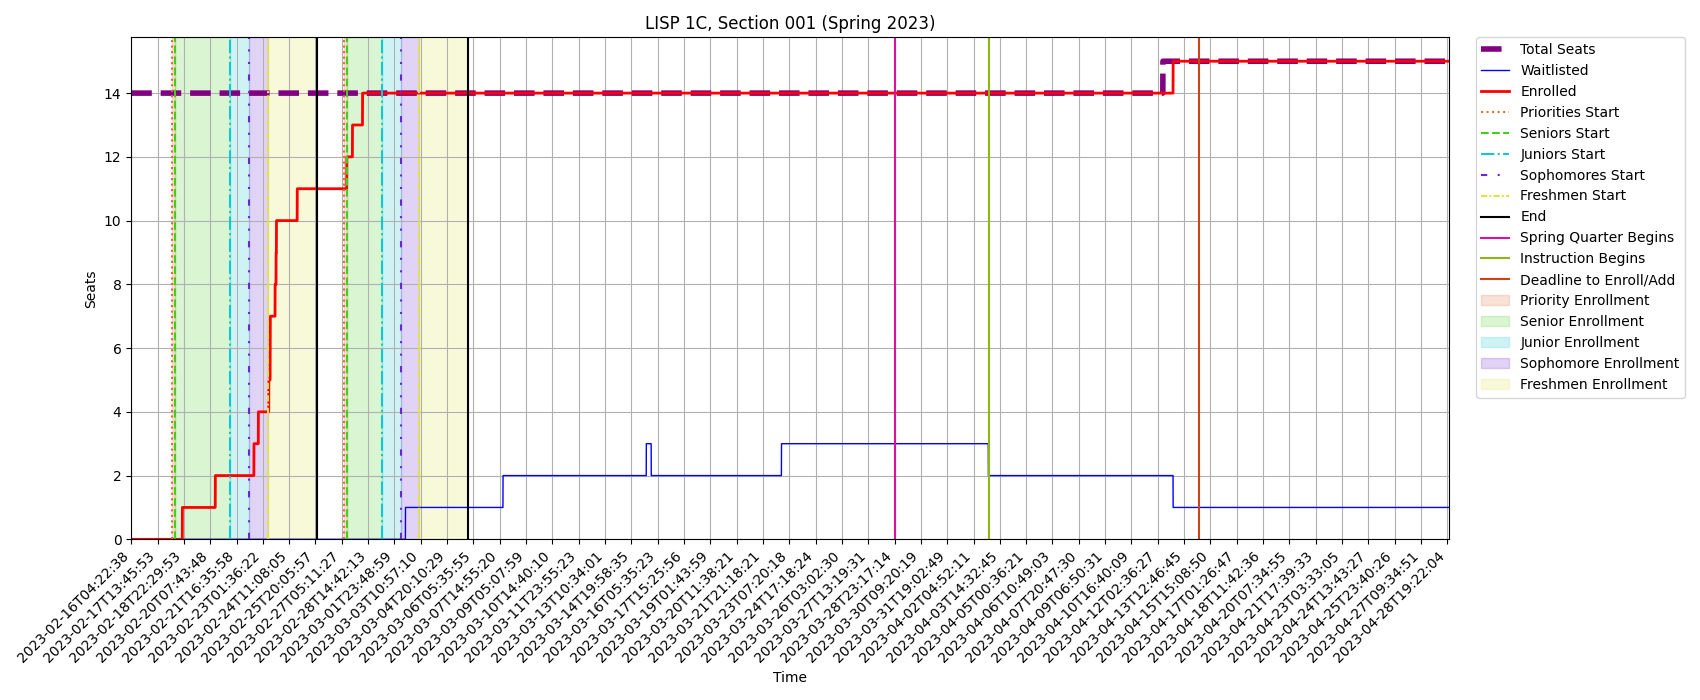 LISP 1C, Section 001 (Spring 2023)
Seats
14
12
10
8
6
4
2
0
2023-02-16T04:22:38
2023-02-17T13:45:53
2023-02-18T22:29:53
2023-02-20T07:43:48
2023-02-21T16:35:58
2023-02-23T01:36:22
2023-02-24T11:08:05
2023-02-25T20:05:57
2023-02-27T05:11:27
2023-02-28T14:42:13
2023-03-01T23:48:59
2023-03-03T10:57:10
2023-03-04T20:10:29
2023-03-06T05:35:55
2023-03-07T14:55:20
2023-03-09T05:07:59
2023-03-10T14:40:10
2023-03-11T23:55:23
2023-03-13T10:34:01
2023-03-14T19:58:35
2023-03-16T05:35:23
2023-03-17T15:25:56
2023-03-19T01:43:59
2023-03-20T11:38:21
2023-03-21T21:18:21
2023-03-23T07:20:18
2023-03-24T17:18:24
2023-03-26T03:02:30
2023-03-27T13:19:31
2023-03-28T23:17:14
2023-03-30T09:20:19
2023-03-31T19:02:49
2023-04-02T04:52:11
2023-04-03T14:32:45
2023-04-05T00:36:21
2023-04-06T10:49:03
2023-04-07T20:47:30
2023-04-09T06:50:31
2023-04-10T16:40:09
2023-04-12T02:36:27
2023-04-13T12:46:45
2023-04-15T15:08:50
2023-04-17T01:26:47
2023-04-18T11:42:36
2023-04-20T07:34:55
2023-04-21T17:39:33
2023-04-23T03:33:05
2023-04-24T13:43:27
2023-04-25T23:40:26
2023-04-27T09:34:51
2023-04-28T19:22:04
Time
Total Seats
Waitlisted
Enrolled
Priorities Start
Seniors Start
Juniors Start
Sophomores Start
Freshmen Start
End
Spring Quarter Begins
Instruction Begins
Deadline to Enroll/Add
Priority Enrollment
Senior Enrollment
Junior Enrollment
Sophomore Enrollment
Freshmen Enrollment